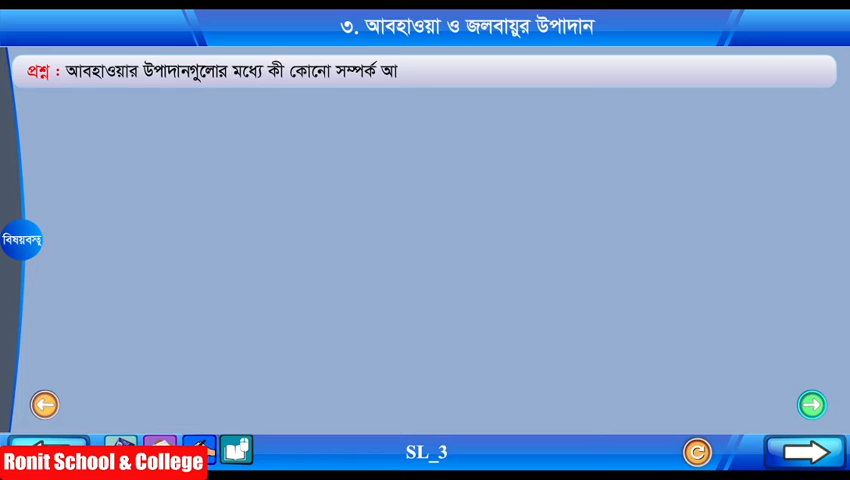 ৩. আবহাওয়া ও জলবায়ুর উপাদান
প্রশ্ন : আবহাওয়ার উপাদানগুলোর মধ্যে কী কোনো সম্পর্ক আ
বিষয়বস্তু
SL_3
Ronit School & College